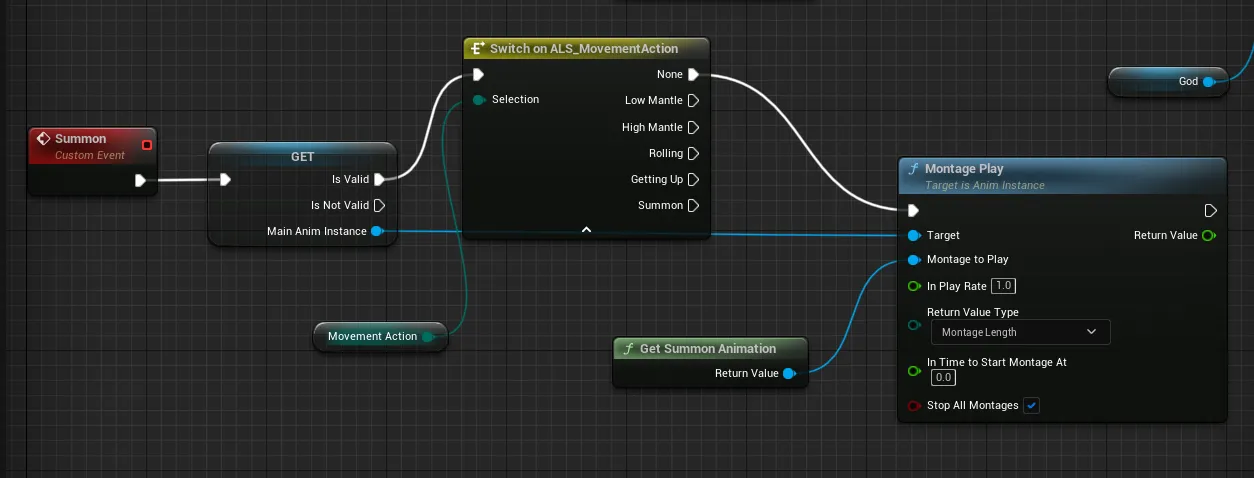 Switch on ALS_MovementAction
None
Selection
Low Mantle
High Mantle
Rolling
Getting Up
Summon
Summon
Custom Event
GET
Is Valid
Is Not Valid
Main Anim Instance
Movement Action
God
f Montage Play
Target is Anim Instance
Target
Return Value
Montage to Play
In Play Rate 1.0
Return Value Type
Montage Length
In Time to Start Montage At
0.0
Stop All Montages
f Get Summon Animation
Return Value